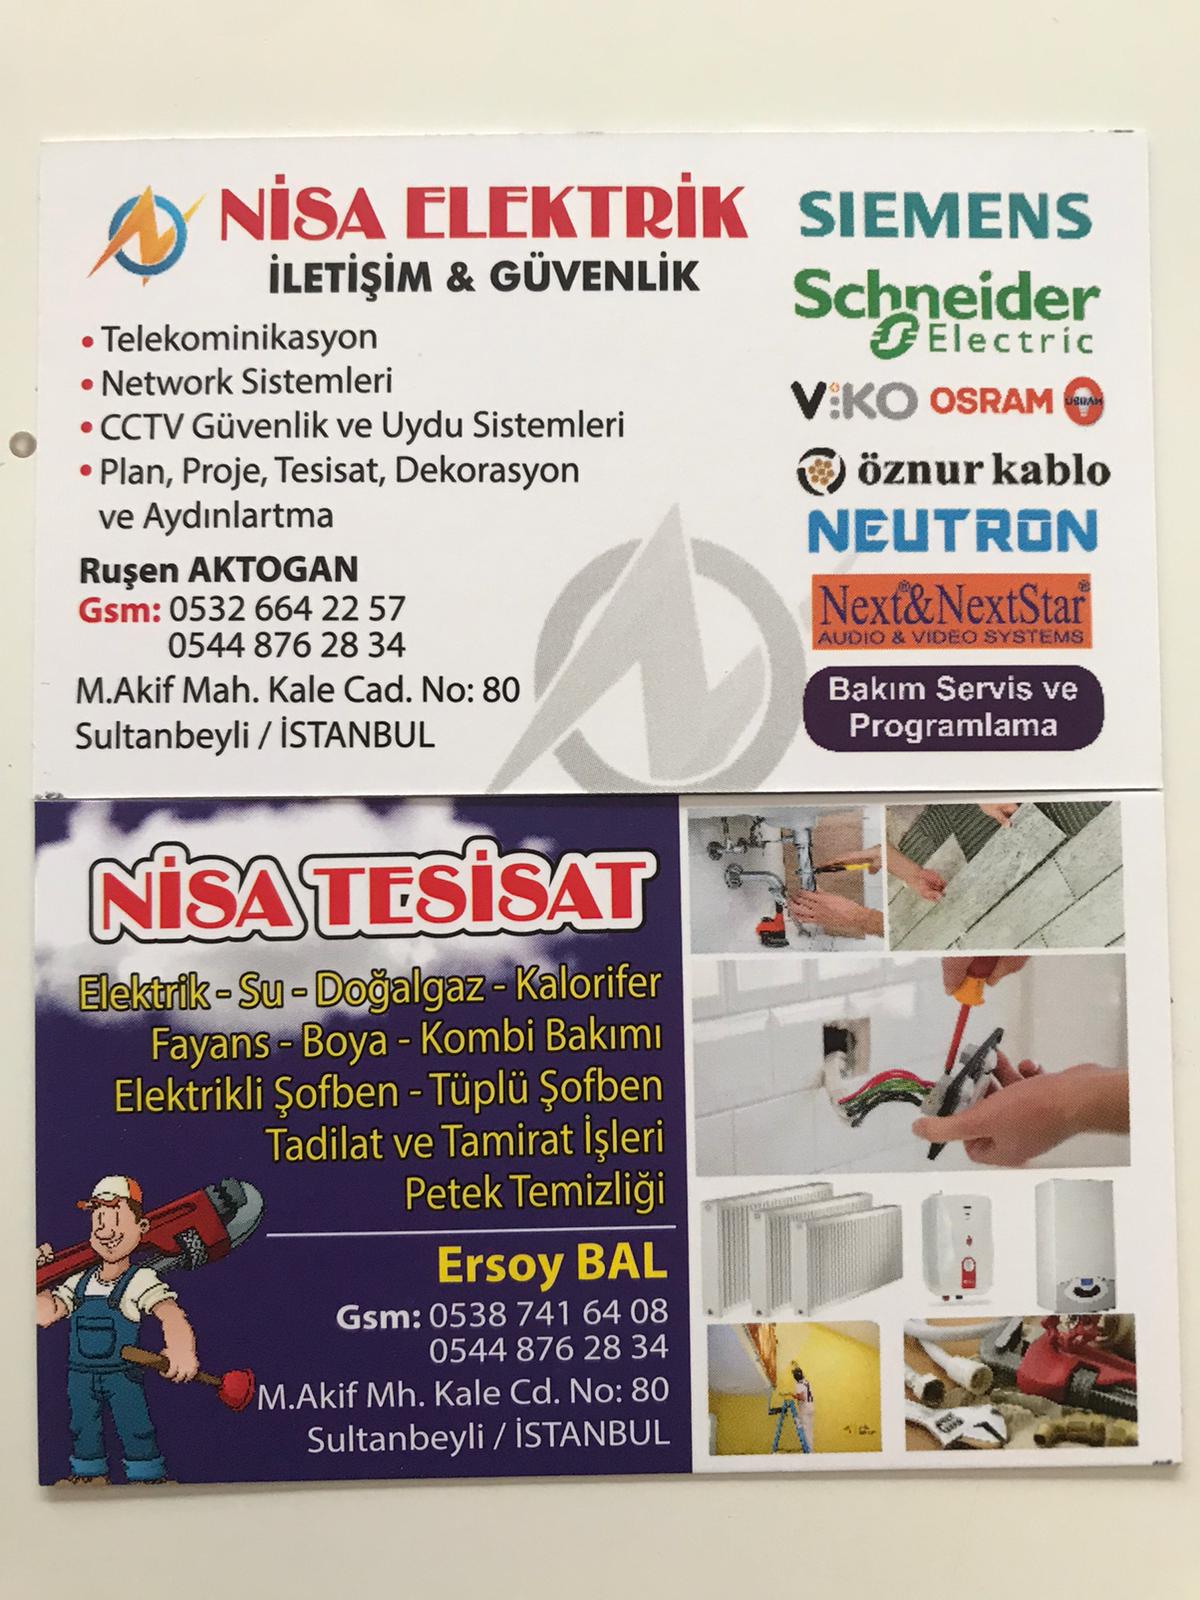 NİSA ELEKTRİK
İLETİŞİM & GÜVENLİK
• Telekominikasyon
• Network Sistemleri
• CCTV Güvenlik ve Uydu Sistemleri
• Plan, Proje, Tesisat, Dekorasyon
ve Aydınlartma
Ruşen AKTOGAN
Gsm: 0532 664 22 57
0544 876 28 34
M.Akif Mah. Kale Cad. No: 80
Sultanbeyli / İSTANBUL
SIEMENS
Schneider
Electric
ViKO OSRAM OSRAM
öznur kablo
NEUTRON
Next®&NextStar®
AUDIO & VIDEO SYSTEMS
Bakım Servis ve
Programlama
NİSA TESİSAT
Elektrik - Su - Doğalgaz - Kalorifer
Fayans - Boya - Kombi Bakımı
Elektrikli Şofben - Tüplü Şofben
Tadilat ve Tamirat İşleri
Petek Temizliği
Ersoy BAL
Gsm: 0538 741 64 08
0544 876 28 34
M.Akif Mh. Kale Cd. No: 80
Sultanbeyli / İSTANBUL